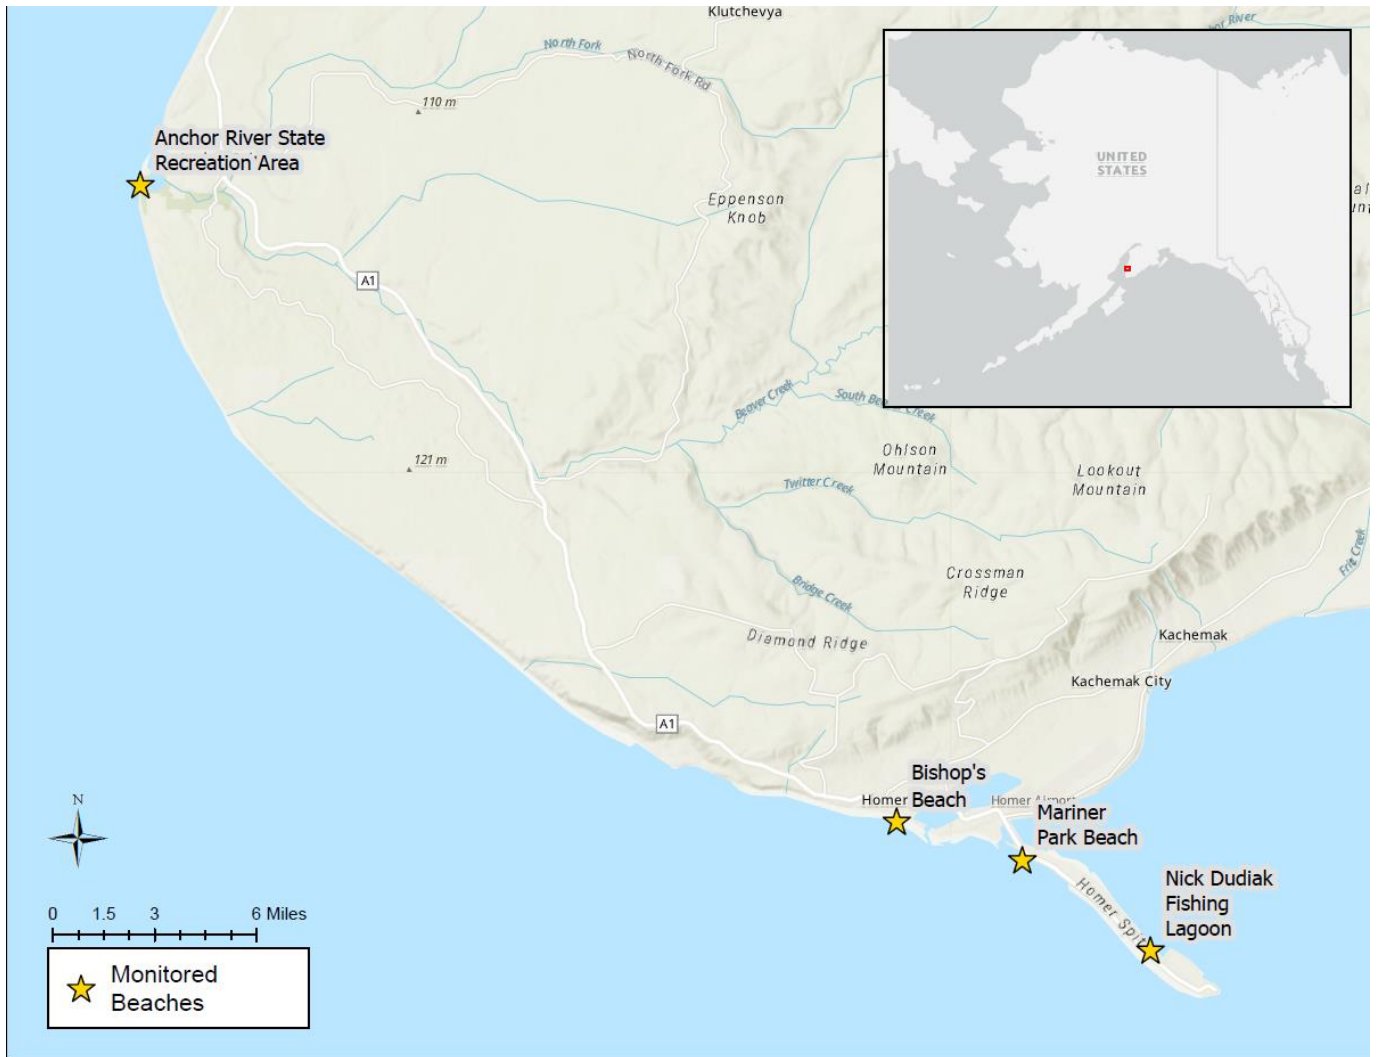 Klutchevya
North Fork
North Fork Rd
110 m
Anchor River State
Recreation Area
UNITED
STATES
Eppenson
Knob
A1
Beaver Creek
121 m
Ohlson
Mountain
Lookout
Mountain
Twitter Creek
Crossman
Ridge
Bridge Creek
Fritz Creek
Diamond Ridge
Kachemak
Kachemak City
A1
Bishop's
Beach
Homer
Homer Airport
Mariner
Park Beach
Homer Spit
Nick Dudiak
Fishing
Lagoon
N
0 1.5 3 6 Miles
Monitored
Beaches